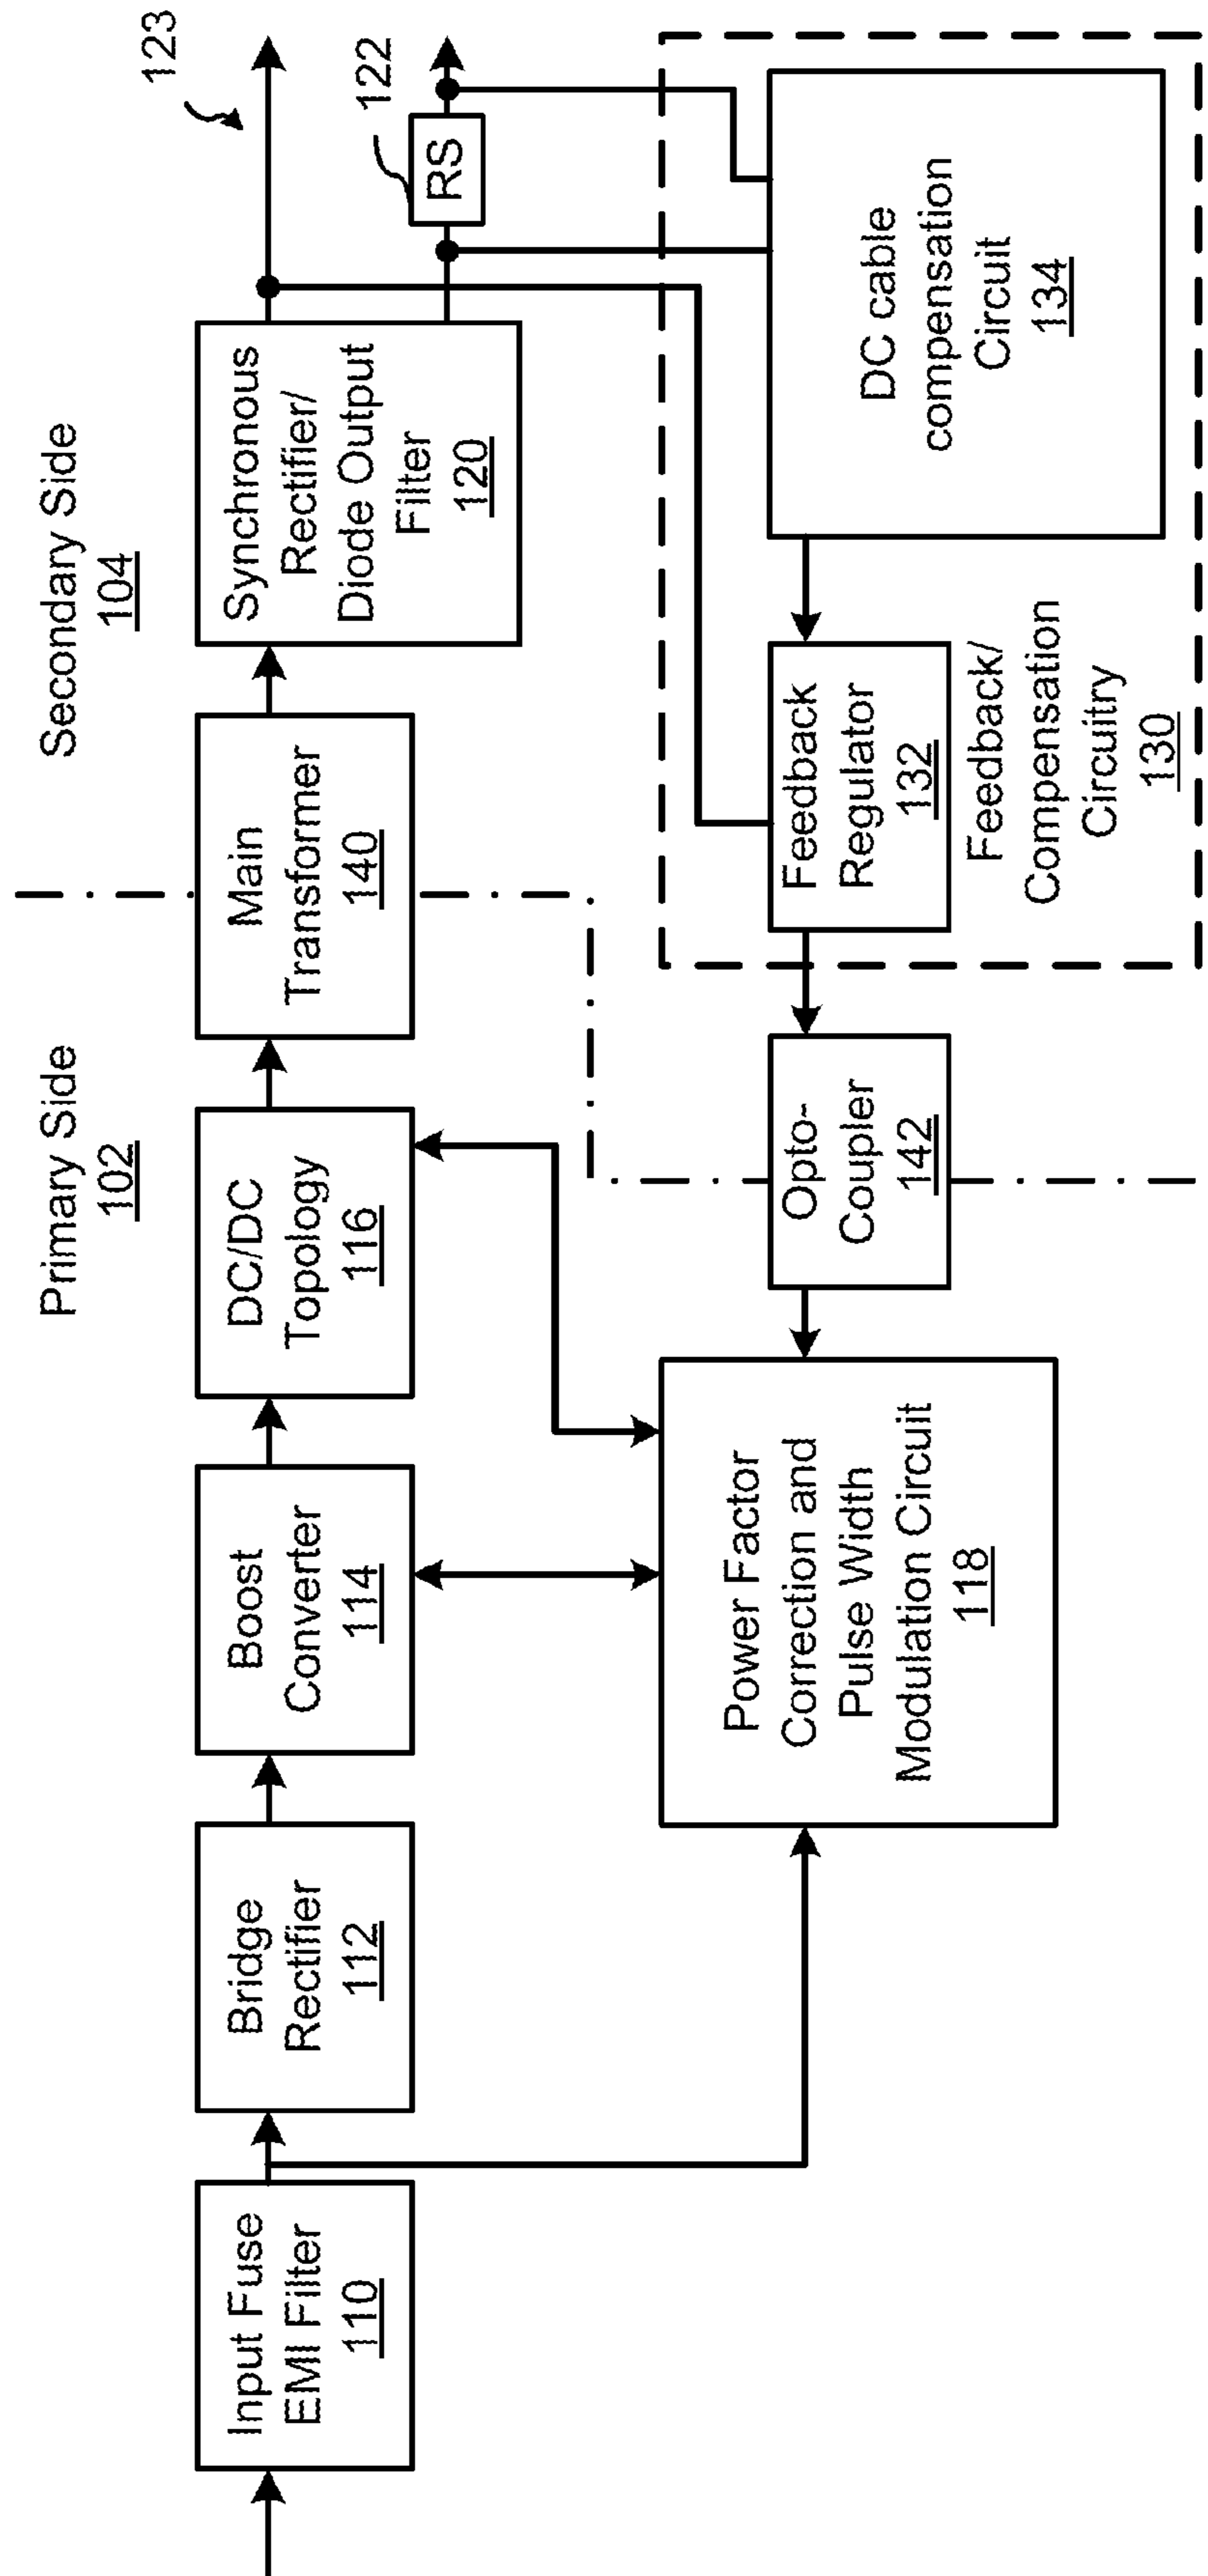 Primary Side
102
Secondary Side
104
123
Input Fuse
EMI Filter
110
Bridge
Rectifier
112
Boost
Converter
114
DC/DC
Topology
116
Main
Transformer
140
Synchronous
Rectifier/
Diode Output
Filter
120
RS
122
Power Factor
Correction and
Pulse Width
Modulation Circuit
118
Opto-
Coupler
142
Feedback
Regulator
132
DC cable
compensation
Circuit
134
Feedback/
Compensation
Circuitry
130